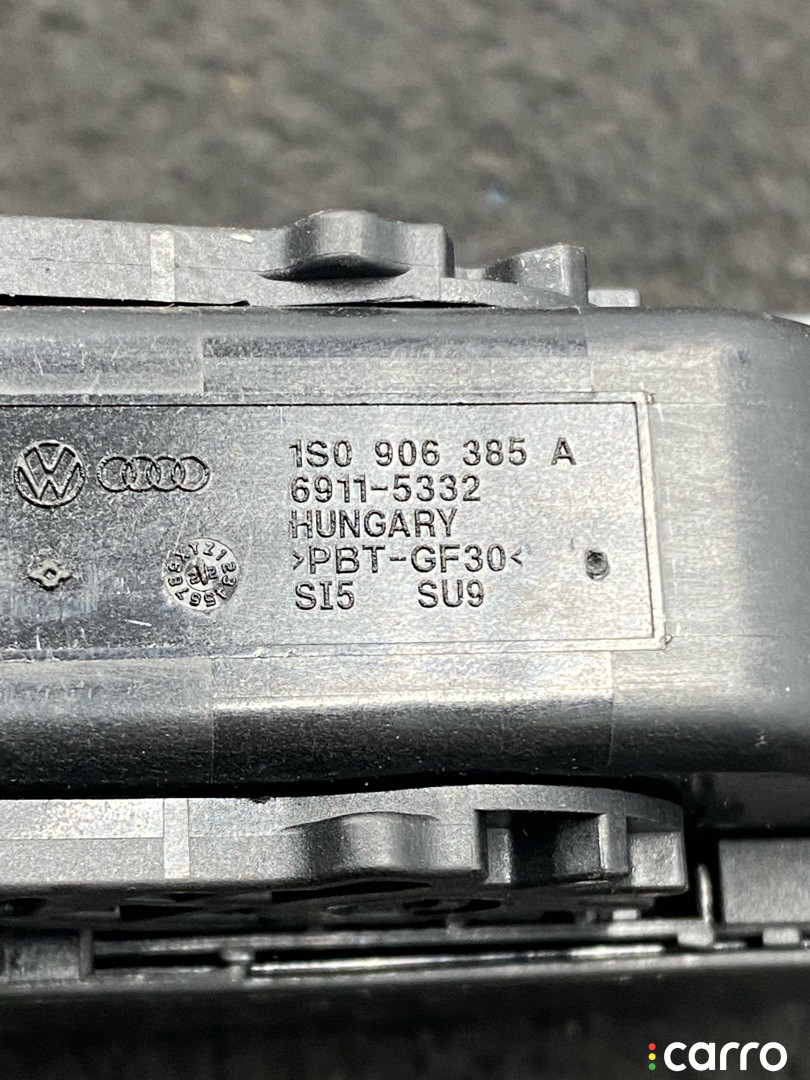 1S0 906 385 A
6911-5332
HUNGARY
>PBT-GF30<
SI5 SU9
carro